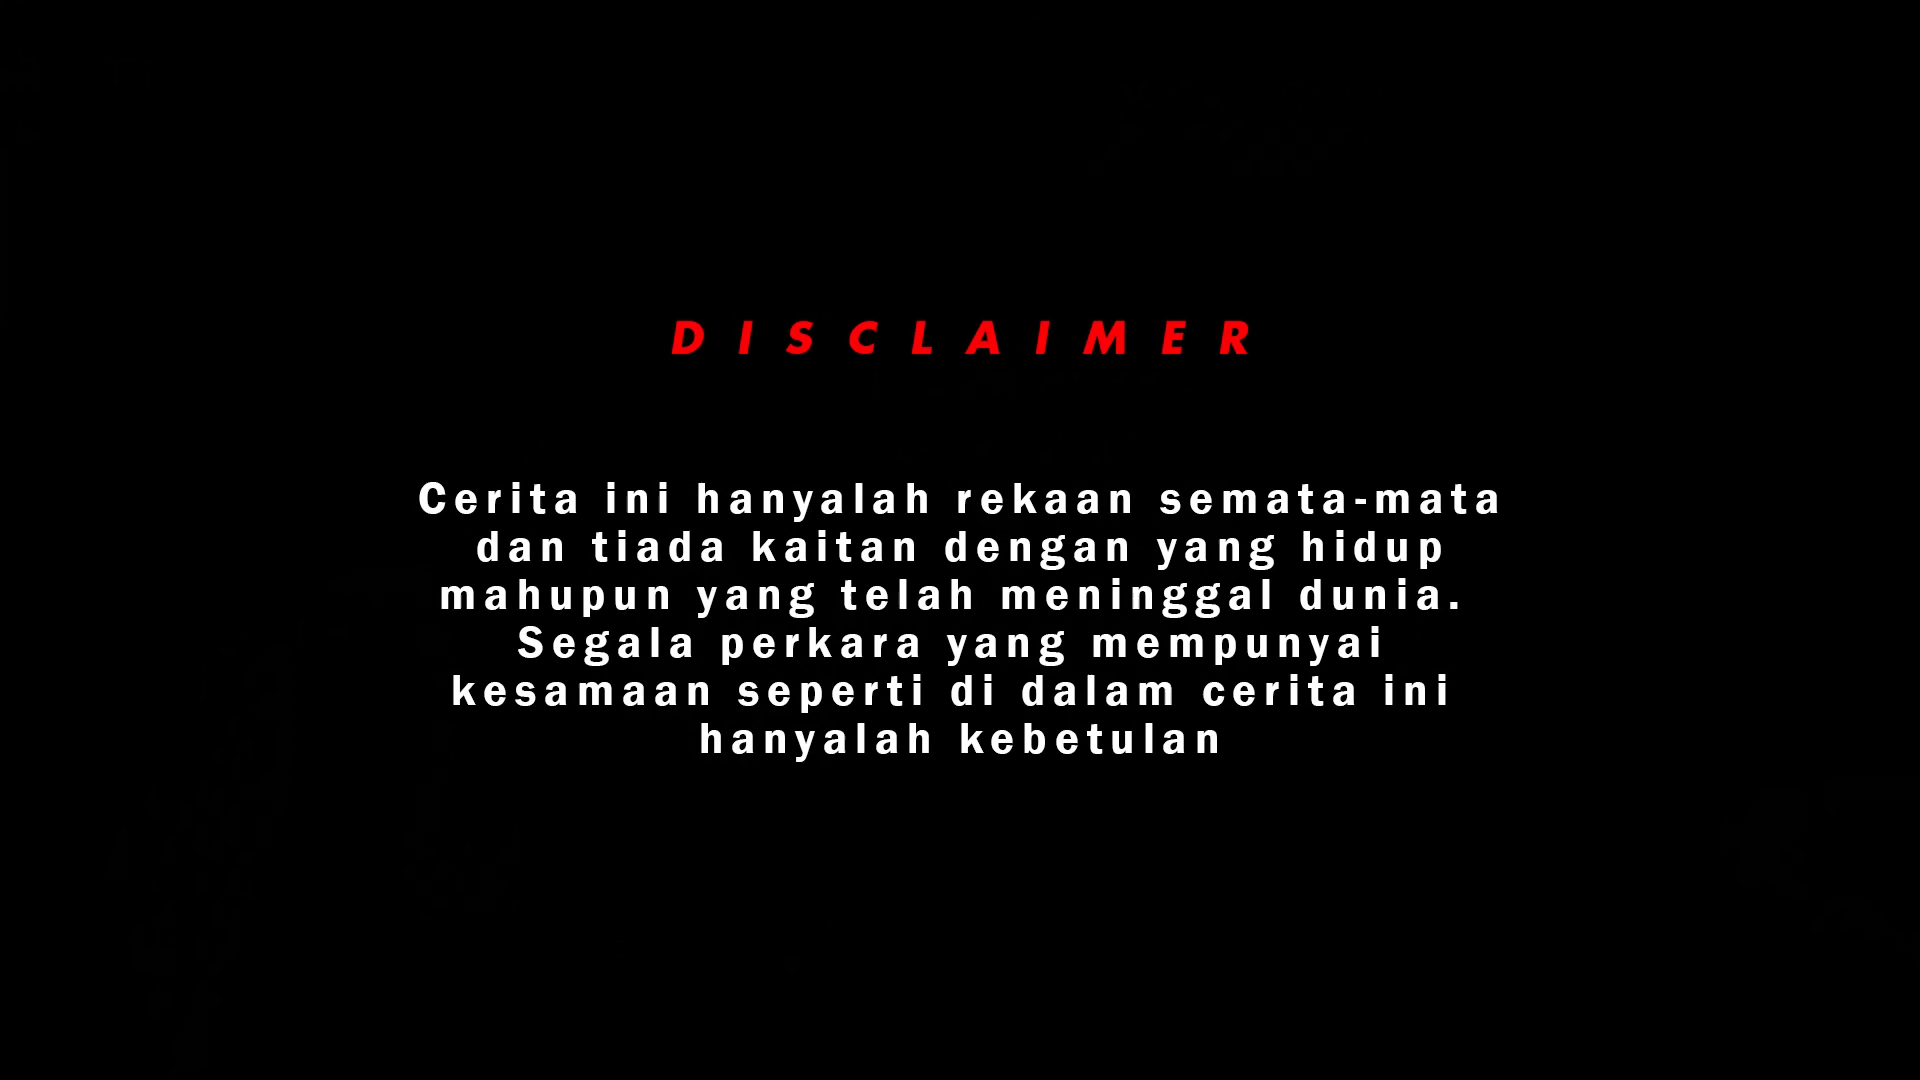 DISCLAIMER
Cerita ini hanyalah rekaan semata-mata
dan tiada kaitan dengan yang hidup
mahupun yang telah meninggal dunia.
Segala perkara yang mempunyai
kesamaan seperti di dalam cerita ini
hanyalah kebetulan